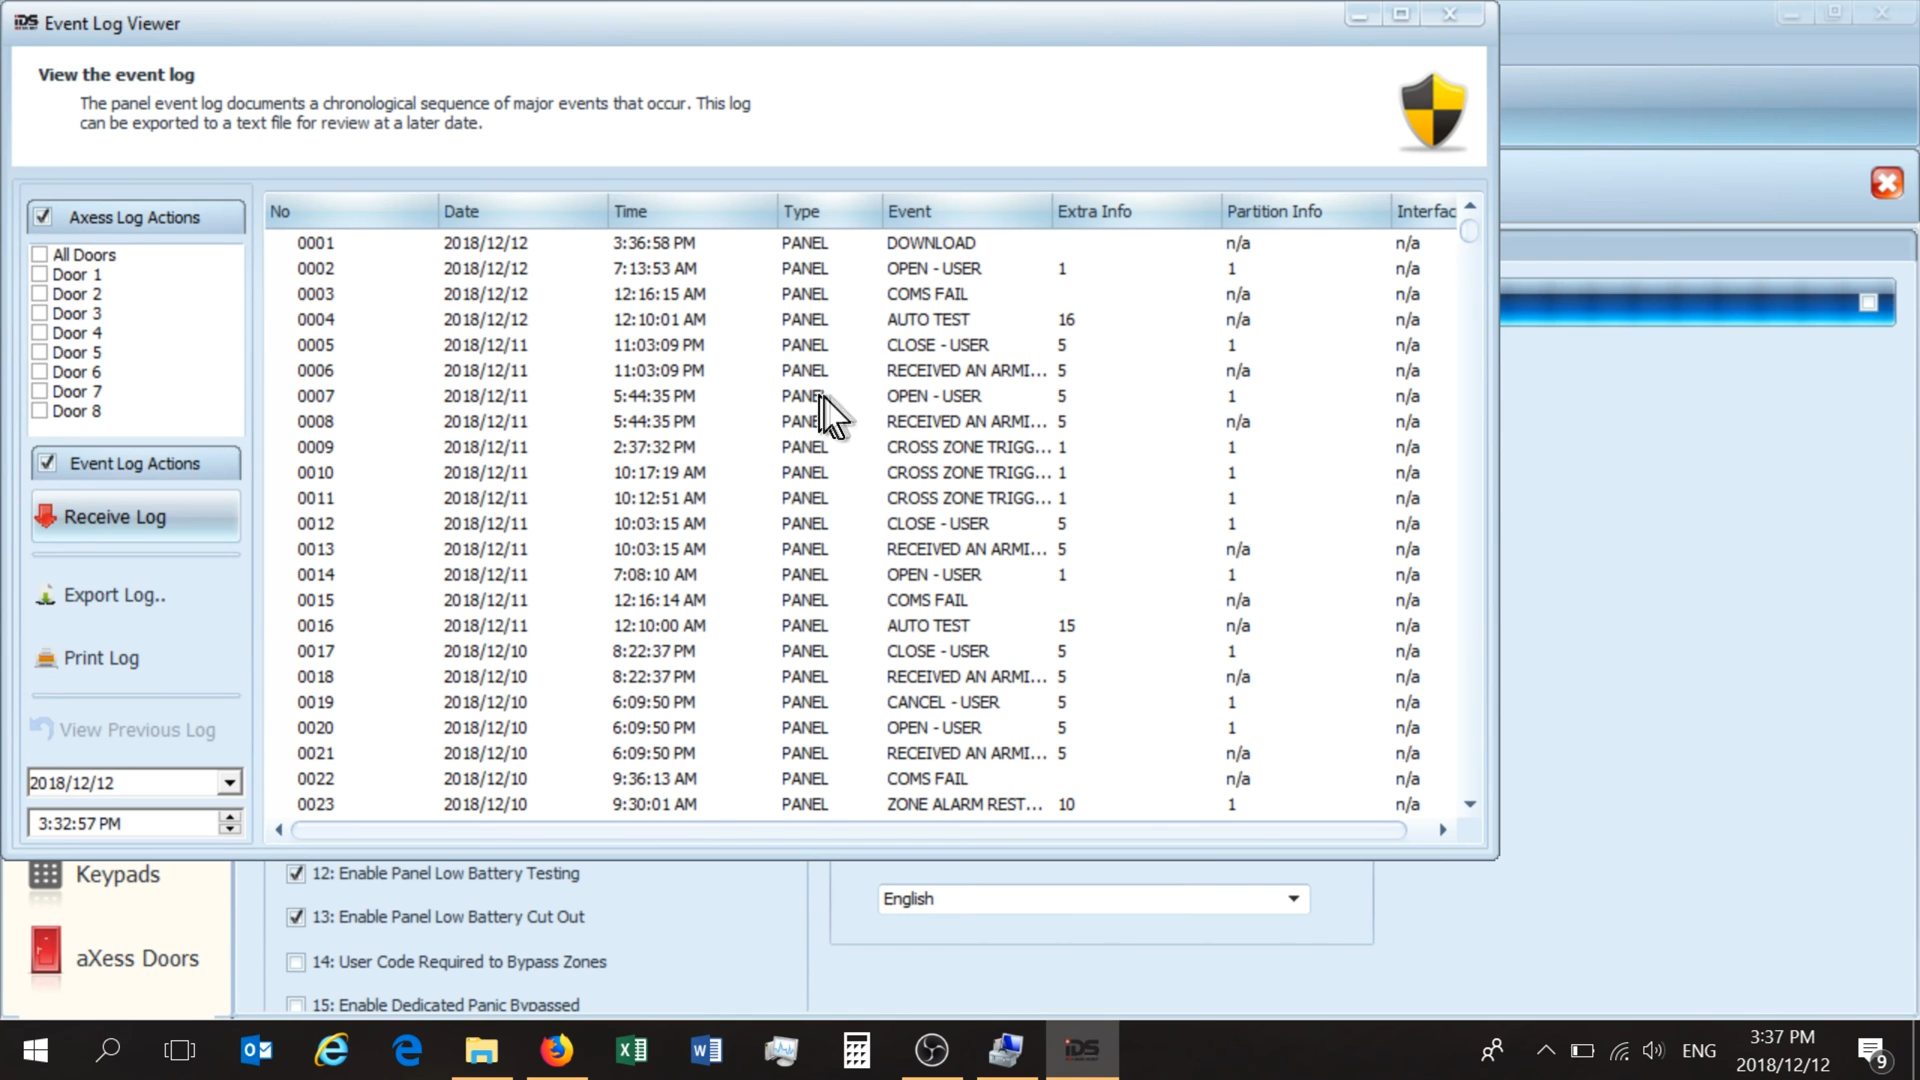 iDS Event Log Viewer
View the event log
The panel event log documents a chronological sequence of major events that occur. This log
can be exported to a text file for review at a later date.
Axess Log Actions
All Doors
Door 1
Door 2
Door 3
Door 4
Door 5
Door 6
Door 7
Door 8
Event Log Actions
Receive Log
Export Log..
Print Log
View Previous Log
2018/12/12
3:32:57 PM
No Date Time Type Event Extra Info Partition Info Interfac
0001 2018/12/12 3:36:58 PM PANEL DOWNLOAD n/a n/a
0002 2018/12/12 7:13:53 AM PANEL OPEN - USER 1 1 n/a
0003 2018/12/12 12:16:15 AM PANEL COMS FAIL n/a n/a
0004 2018/12/12 12:10:01 AM PANEL AUTO TEST 16 n/a n/a
0005 2018/12/11 11:03:09 PM PANEL CLOSE - USER 5 1 n/a
0006 2018/12/11 11:03:09 PM PANEL RECEIVED AN ARMI... 5 n/a n/a
0007 2018/12/11 5:44:35 PM PANEL OPEN - USER 5 1 n/a
0008 2018/12/11 5:44:35 PM PANEL RECEIVED AN ARMI... 5 n/a n/a
0009 2018/12/11 2:37:32 PM PANEL CROSS ZONE TRIGG... 1 1 n/a
0010 2018/12/11 10:17:19 AM PANEL CROSS ZONE TRIGG... 1 1 n/a
0011 2018/12/11 10:12:51 AM PANEL CROSS ZONE TRIGG... 1 1 n/a
0012 2018/12/11 10:03:15 AM PANEL CLOSE - USER 5 1 n/a
0013 2018/12/11 10:03:15 AM PANEL RECEIVED AN ARMI... 5 n/a n/a
0014 2018/12/11 7:08:10 AM PANEL OPEN - USER 1 1 n/a
0015 2018/12/11 12:16:14 AM PANEL COMS FAIL n/a n/a
0016 2018/12/11 12:10:00 AM PANEL AUTO TEST 15 n/a n/a
0017 2018/12/10 8:22:37 PM PANEL CLOSE - USER 5 1 n/a
0018 2018/12/10 8:22:37 PM PANEL RECEIVED AN ARMI... 5 n/a n/a
0019 2018/12/10 6:09:50 PM PANEL CANCEL - USER 5 1 n/a
0020 2018/12/10 6:09:50 PM PANEL OPEN - USER 5 1 n/a
0021 2018/12/10 6:09:50 PM PANEL RECEIVED AN ARMI... 5 n/a n/a
0022 2018/12/10 9:36:13 AM PANEL COMS FAIL n/a n/a
0023 2018/12/10 9:30:01 AM PANEL ZONE ALARM REST... 10 1 n/a
Keypads
aXess Doors
12: Enable Panel Low Battery Testing
13: Enable Panel Low Battery Cut Out
14: User Code Required to Bypass Zones
15: Enable Dedicated Panic Bypassed
English
iDS
ENG
3:37 PM
2018/12/12
9